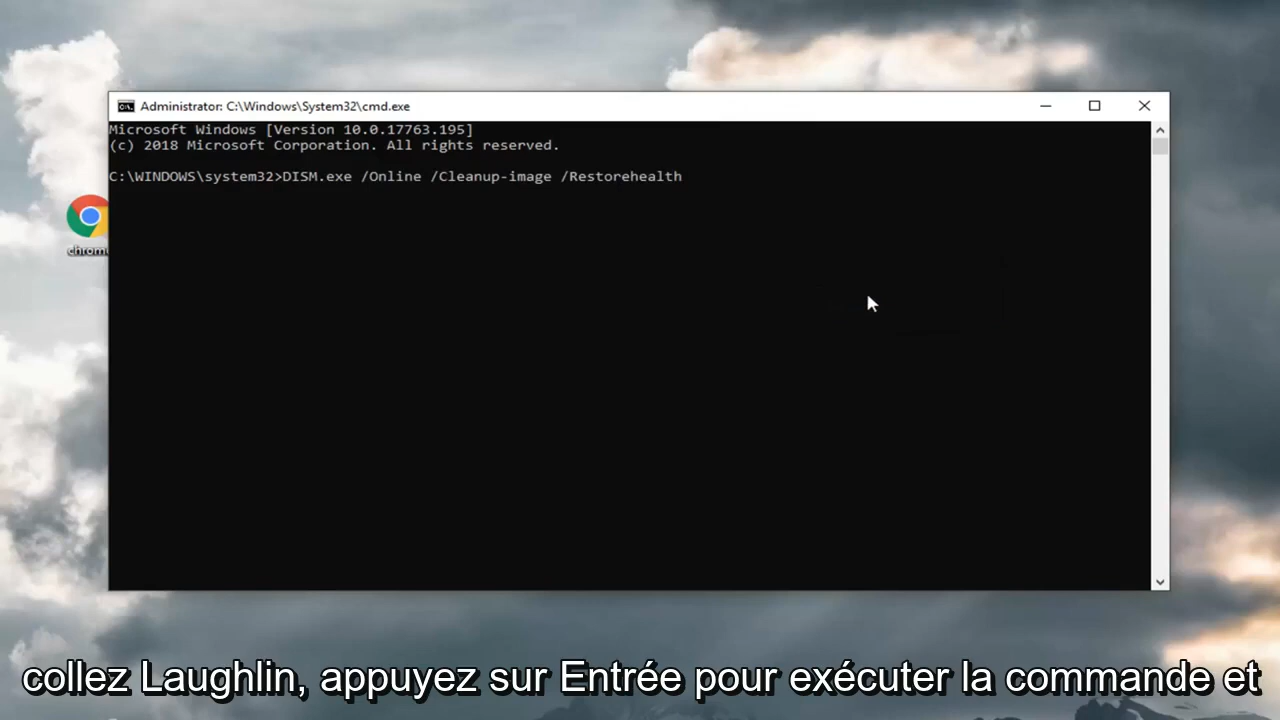 Administrator: C:\Windows\System32\cmd.exe
Microsoft Windows [Version 10.0.17763.195]
(c) 2018 Microsoft Corporation. All rights reserved.
C:\WINDOWS\system32>DISM.exe /Online /Cleanup-image /Restorehealth
chrome
collez Laughlin, appuyez sur Entrée pour exécuter la commande et